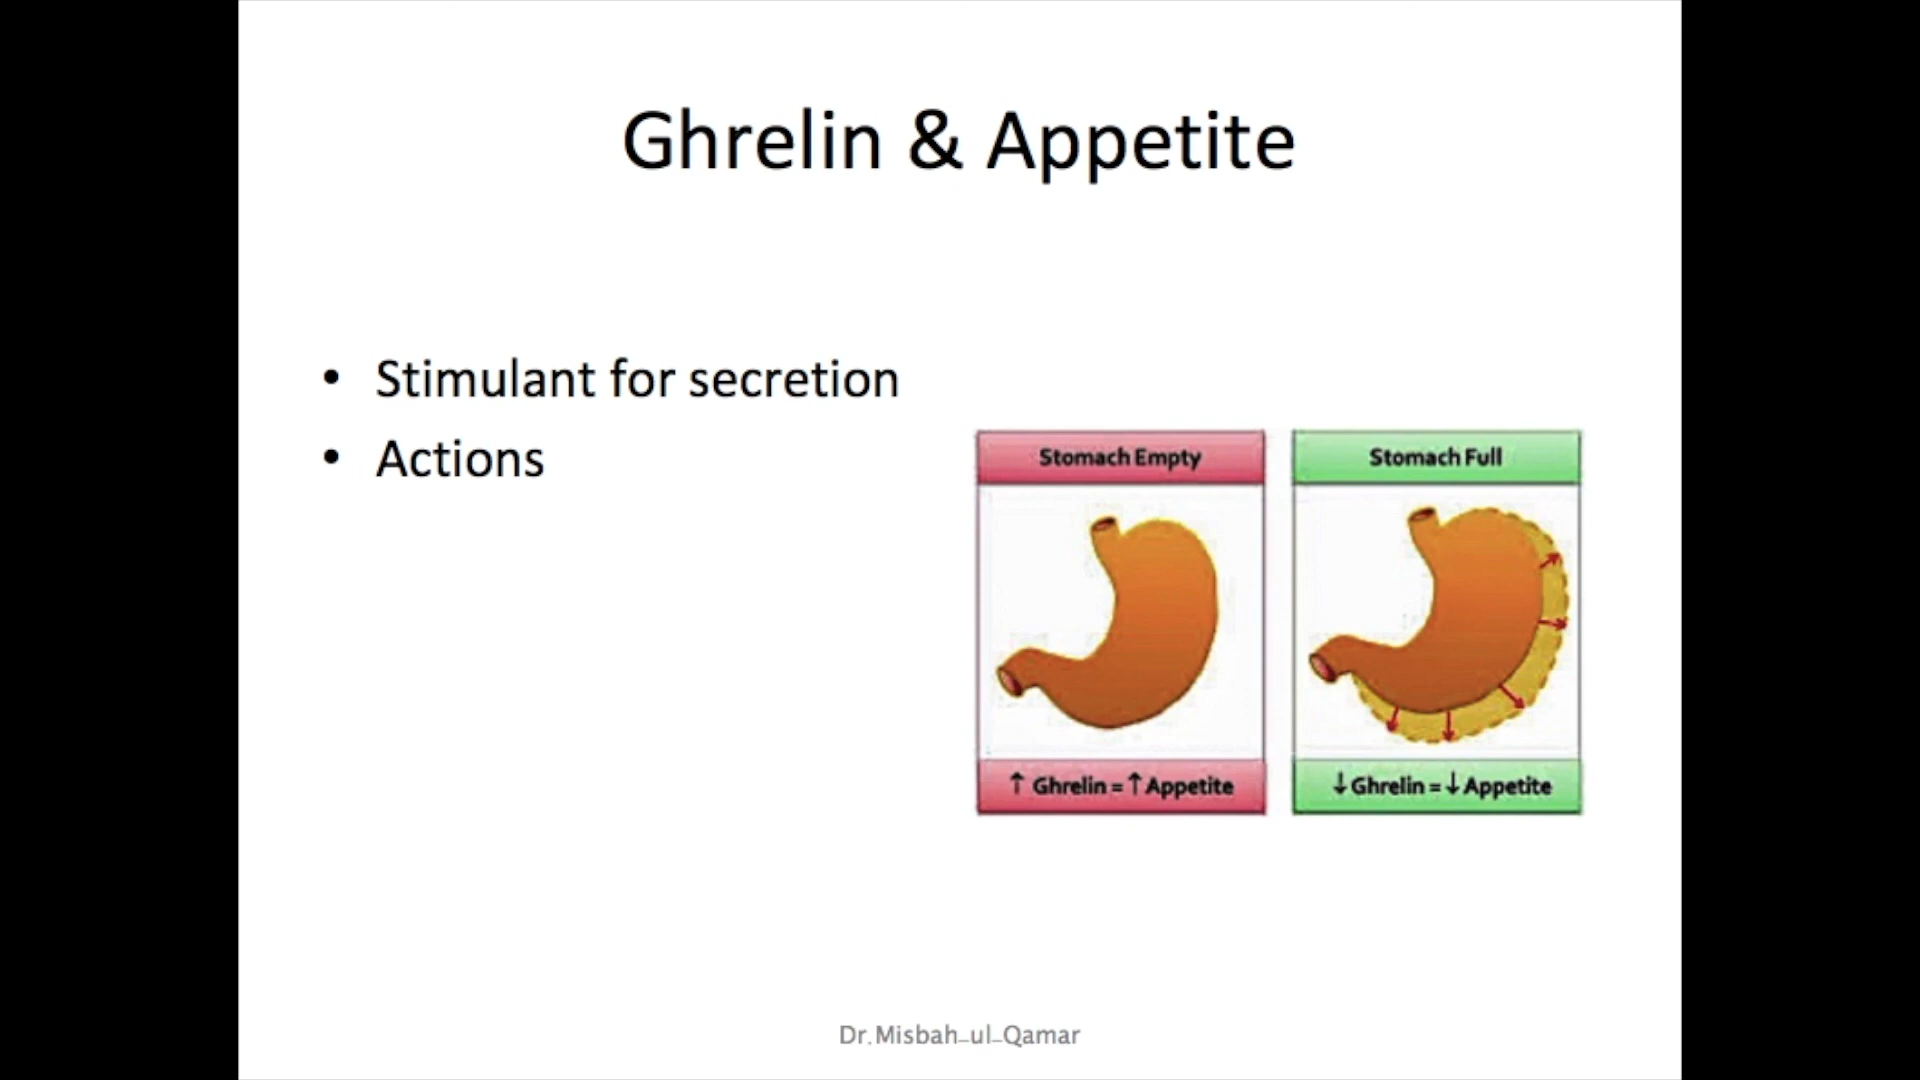 Ghrelin & Appetite
• Stimulant for secretion
• Actions
Stomach Empty
↑ Ghrelin = ↑ Appetite
Stomach Full
↓ Ghrelin = ↓ Appetite
Dr.Misbah_ul_Qamar